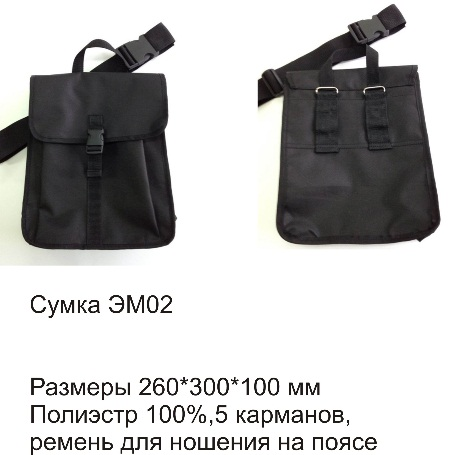 Сумка ЭМ02
Размеры 260*300*100 мм
Полиэстр 100%,5 карманов,
ремень для ношения на поясе